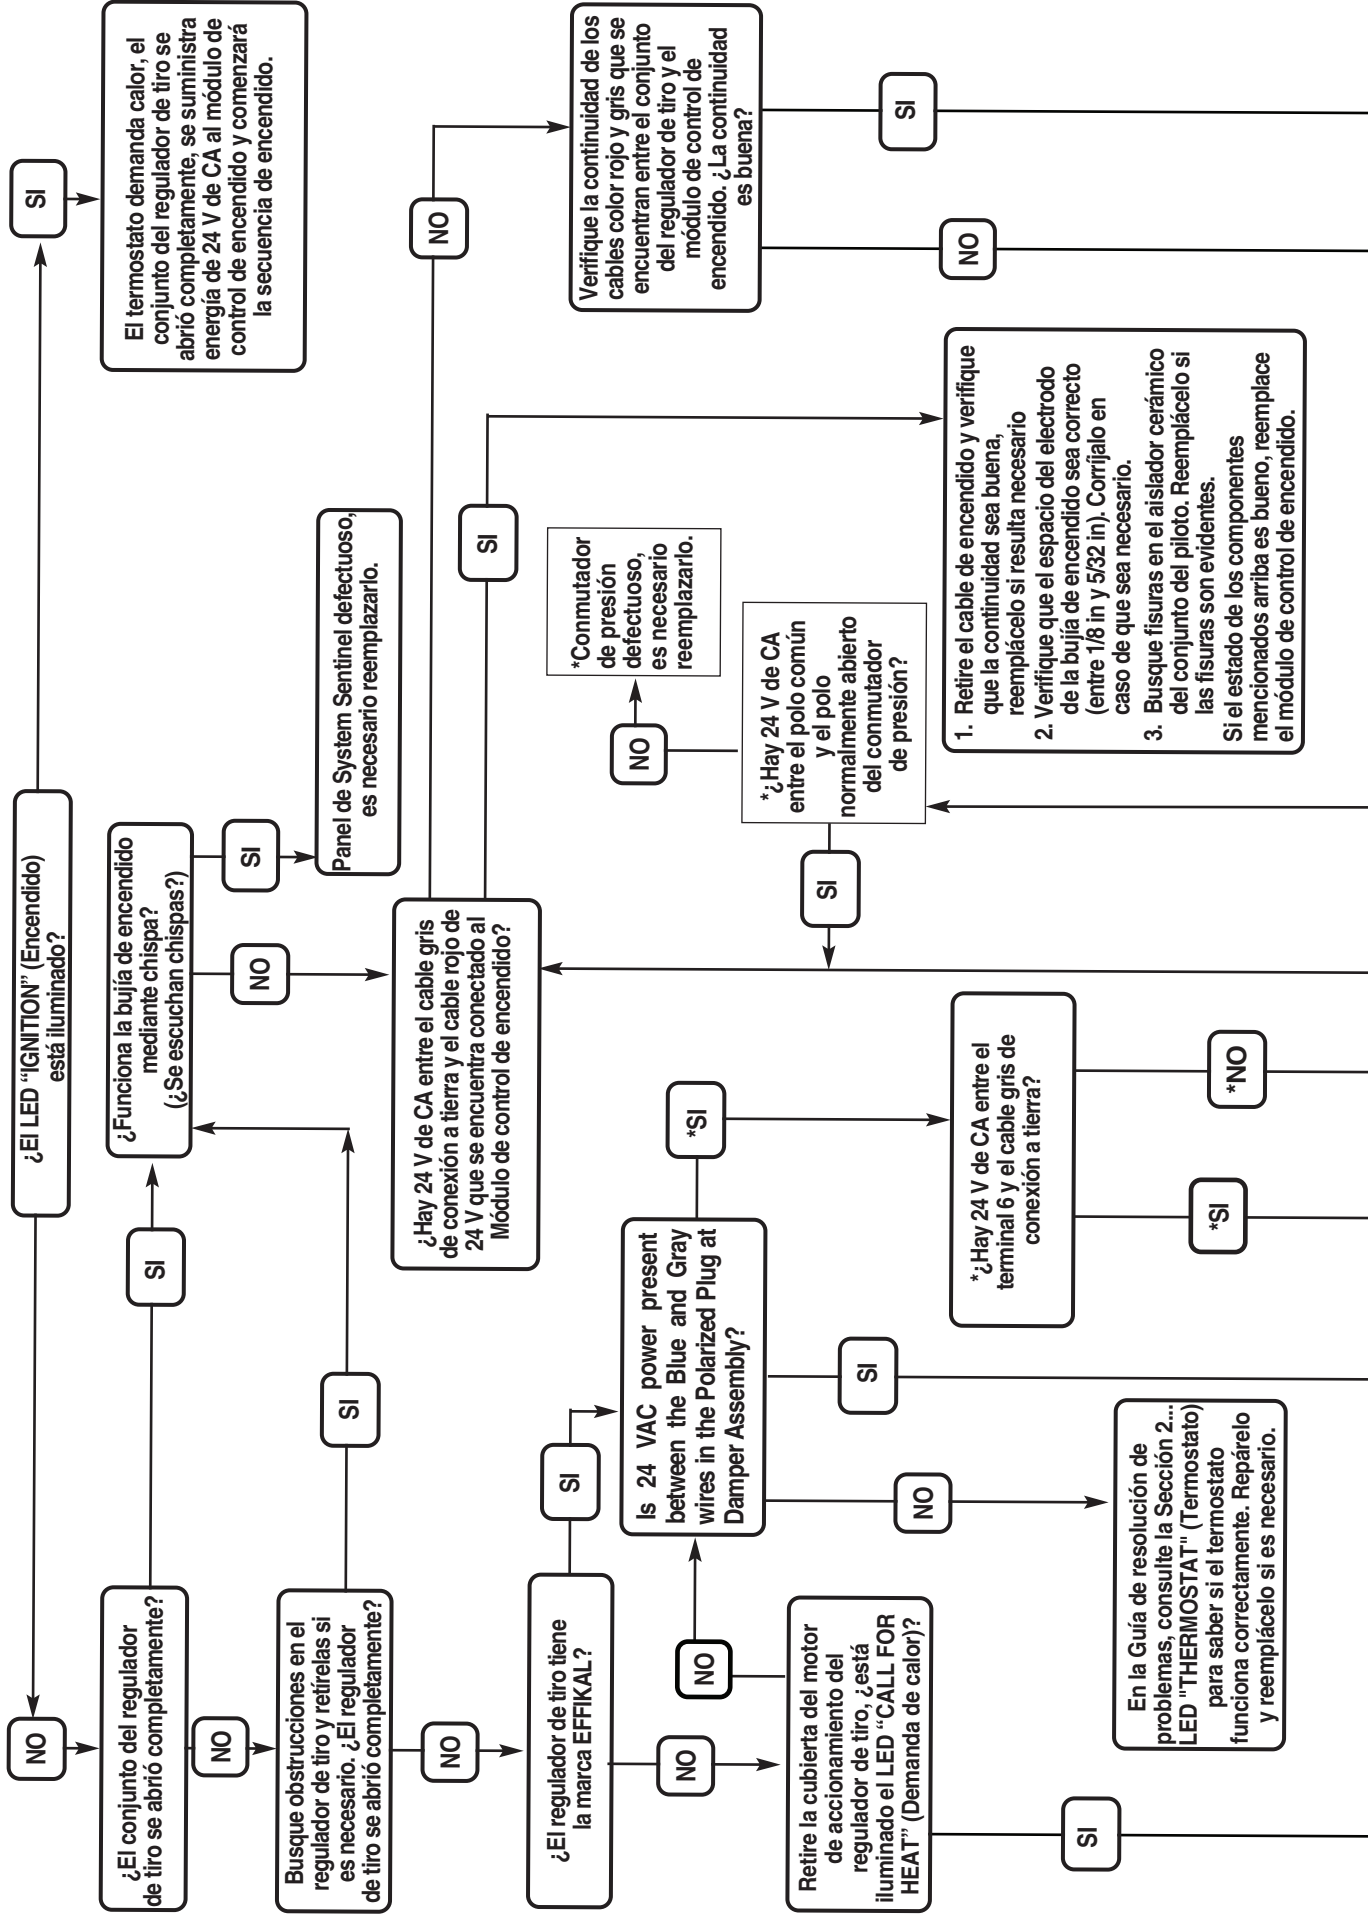 ¿El LED “IGNITION” (Encendido)
está iluminado?
SI
El termostato demanda calor, el
conjunto del regulador de tiro se
abrió completamente, se suministra
energía de 24 V de CA al módulo de
control de encendido y comenzará
la secuencia de encendido.
NO
¿El conjunto del regulador
de tiro se abrió completamente?
SI
¿Funciona la bujía de encendido
mediante chispa?
(¿Se escuchan chispas?)
SI
Panel de System Sentinel defectuoso,
es necesario reemplazarlo.
NO
NO
Busque obstrucciones en el
regulador de tiro y retírelas si
es necesario. ¿El regulador
de tiro se abrió completamente?
SI
¿Hay 24 V de CA entre el cable gris
de conexión a tierra y el cable rojo de
24 V que se encuentra conectado al
Módulo de control de encendido?
NO
Verifique la continuidad de los
cables color rojo y gris que se
encuentran entre el conjunto
del regulador de tiro y el
módulo de control de
encendido. ¿La continuidad
es buena?
SI
NO
SI
1. Retire el cable de encendido y verifique
que la continuidad sea buena,
reemplácelo si resulta necesario
2. Verifique que el espacio del electrodo
de la bujía de encendido sea correcto
(entre 1/8 in y 5/32 in). Corríjalo en
caso de que sea necesario.
3. Busque fisuras en el aislador cerámico
del conjunto del piloto. Reemplácelo si
las fisuras son evidentes.
Si el estado de los componentes
mencionados arriba es bueno, reemplace
el módulo de control de encendido.
NO
¿El regulador de tiro tiene
la marca EFFIKAL?
SI
Is 24 VAC power present
between the Blue and Gray
wires in the Polarized Plug at
Damper Assembly?
*SI
*¿Hay 24 V de CA entre el
terminal 6 y el cable gris de
conexión a tierra?
*SI
*NO
SI
NO
En la Guía de resolución de
problemas, consulte la Sección 2...
LED "THERMOSTAT" (Termostato)
para saber si el termostato
funciona correctamente. Repárelo
y reemplácelo si es necesario.
NO
Retire la cubierta del motor
de accionamiento del
regulador de tiro, ¿está
iluminado el LED “CALL FOR
HEAT” (Demanda de calor)?
NO
SI
*¿Hay 24 V de CA
entre el polo común
y el polo
normalmente abierto
del conmutador
de presión?
NO
*Conmutador
de presión
defectuoso,
es necesario
reemplazarlo.
SI